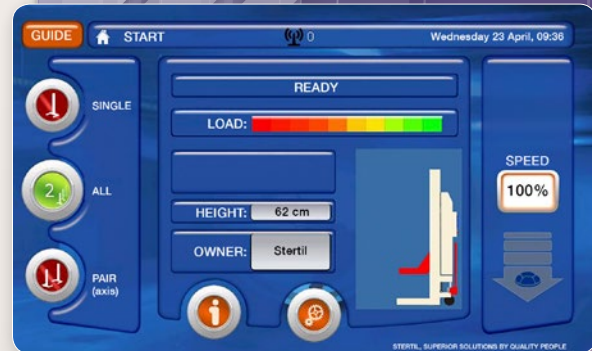 GUIDE
START
0
Wednesday 23 April, 09:36
READY
LOAD:
SINGLE
2
ALL
PAIR
(axis)
HEIGHT: 62 cm
OWNER: Stertil
i
SPEED
100%
STERTIL, SUPERIOR SOLUTIONS BY QUALITY PEOPLE